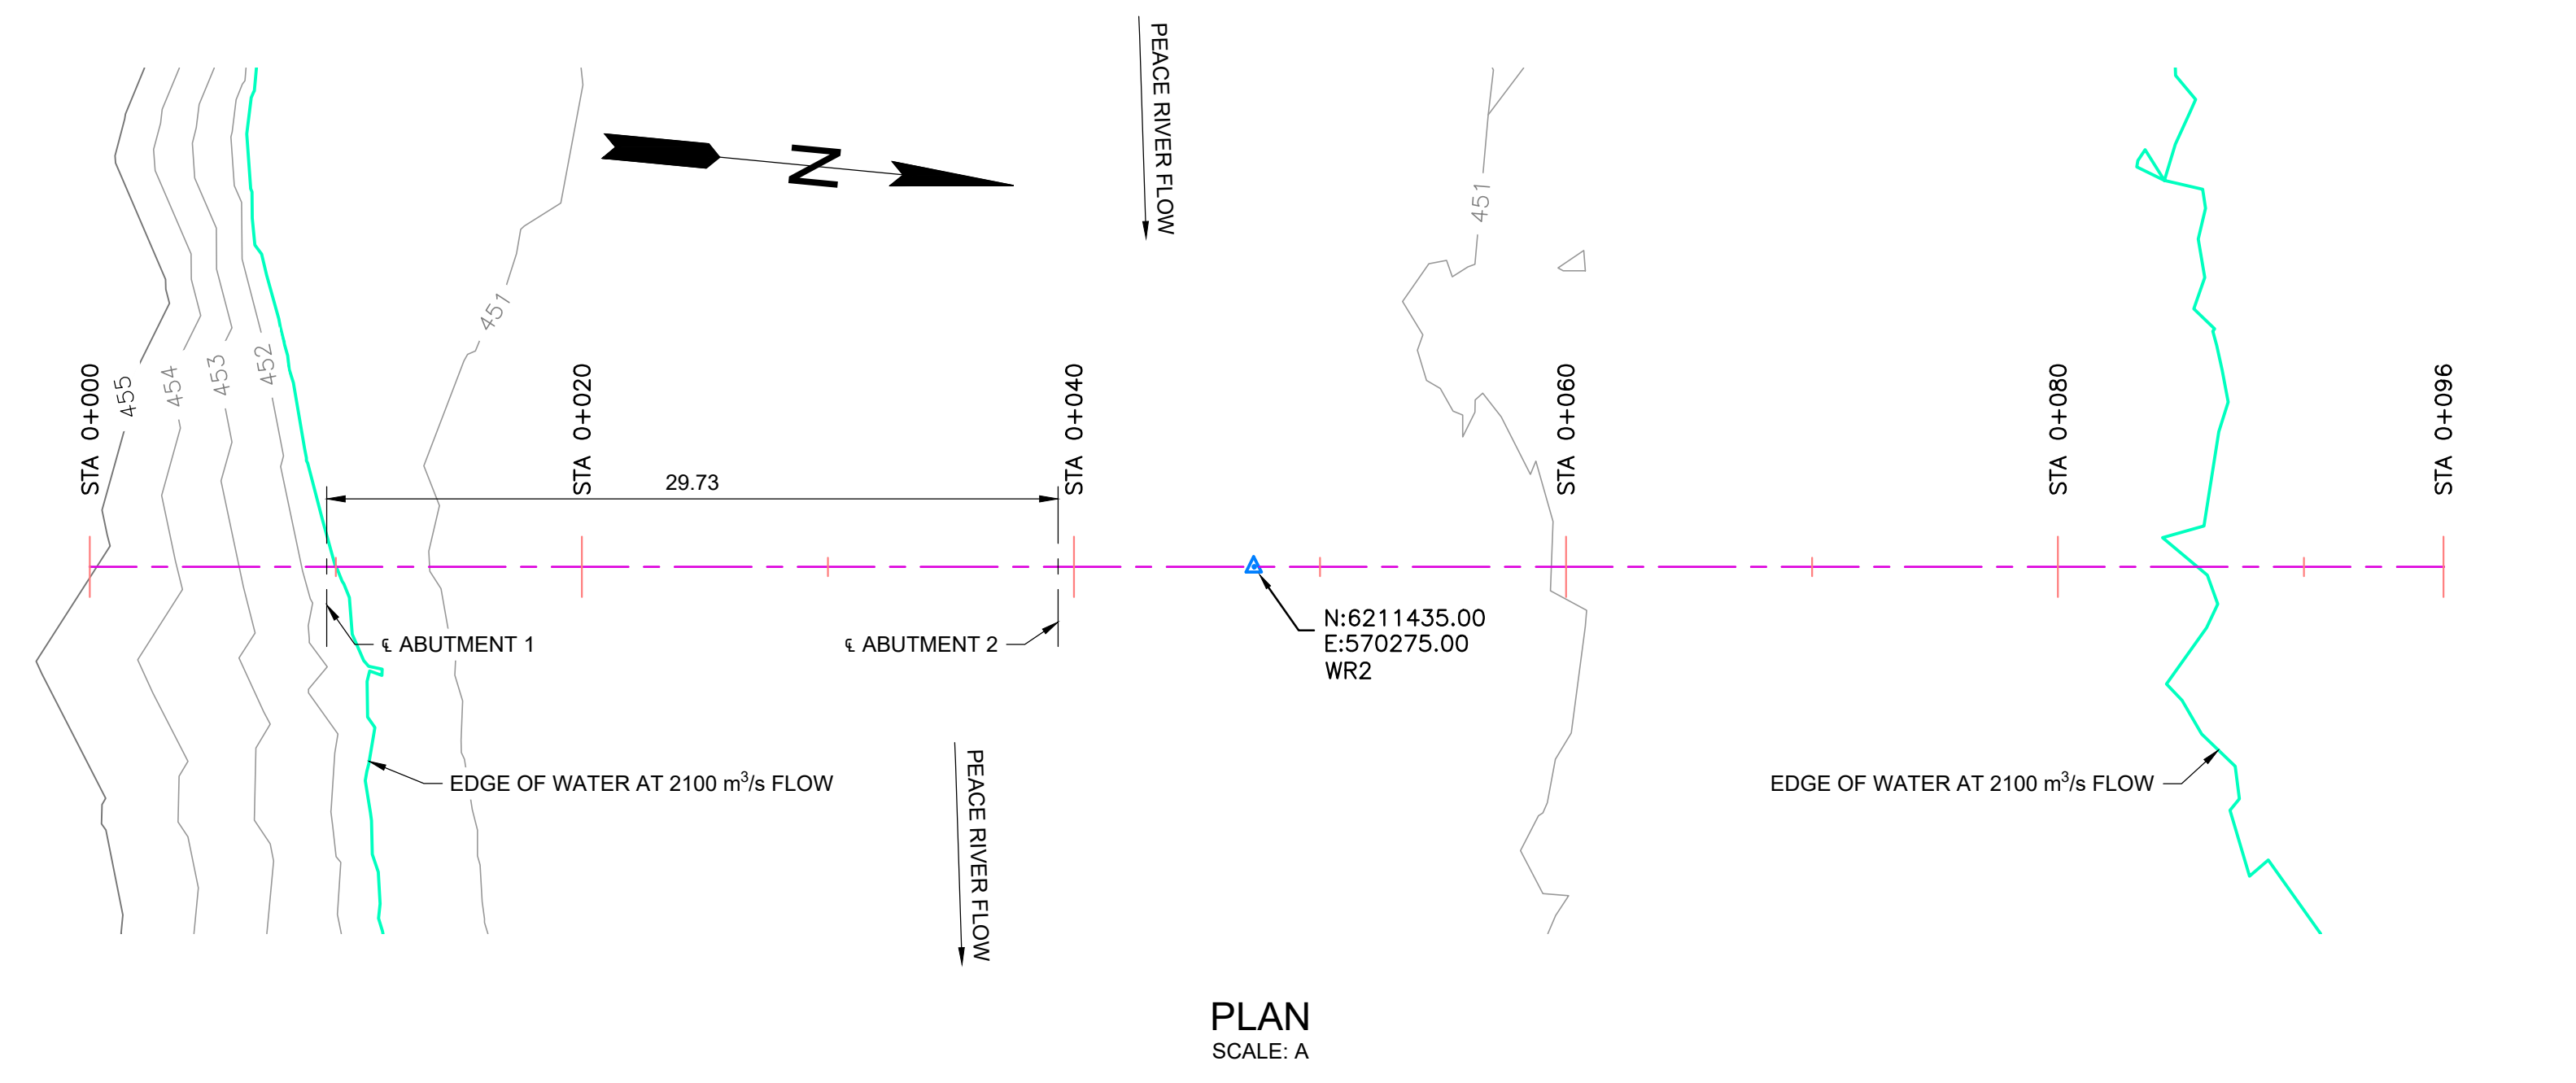 PEACE RIVER FLOW
N
451
451
STA 0+000
455
454
453
452
STA 0+020
STA 0+040
STA 0+060
STA 0+080
STA 0+096
29.73
℄ ABUTMENT 1
℄ ABUTMENT 2
N:6211435.00
E:570275.00
WR2
EDGE OF WATER AT 2100 m³/s FLOW
PEACE RIVER FLOW
EDGE OF WATER AT 2100 m³/s FLOW
PLAN
SCALE: A